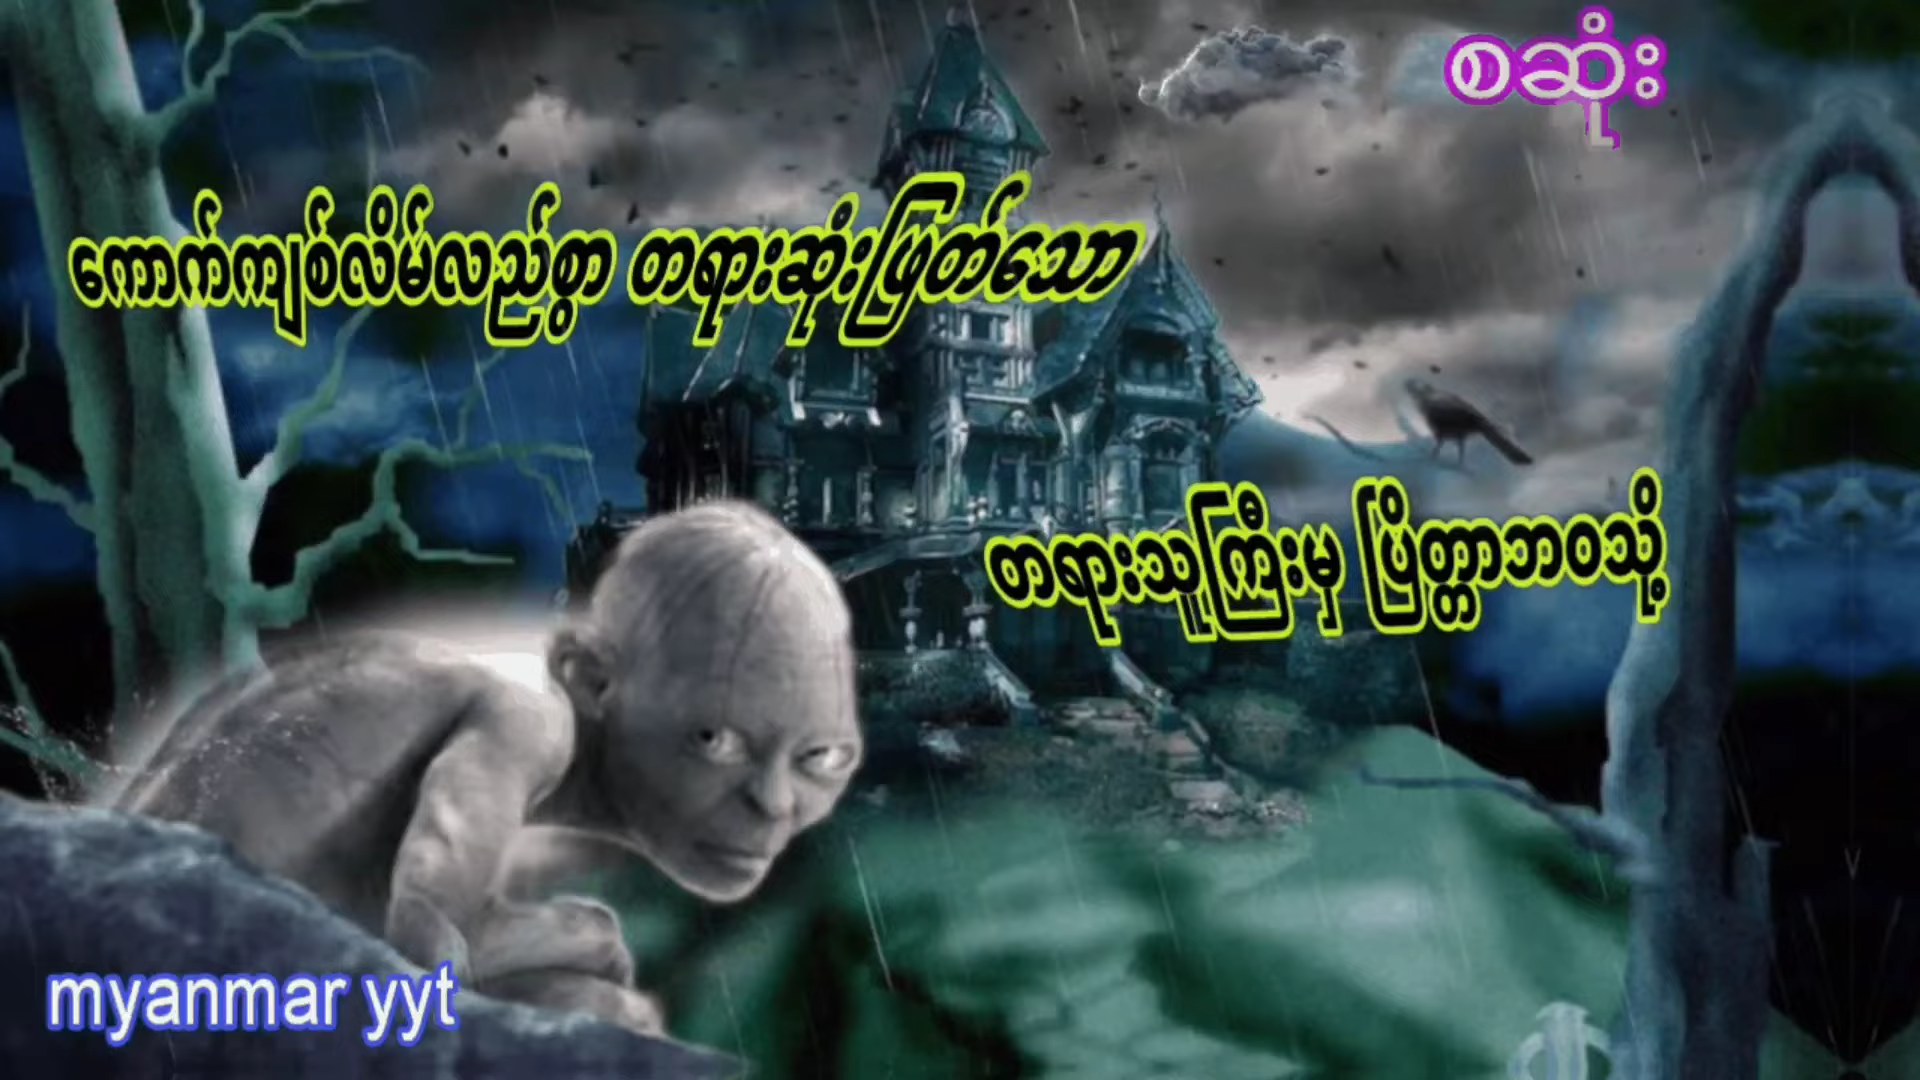 စဆုံး
ကောက်ကျစ်လိမ်လည်စွာ တရားဆုံးဖြတ်သော
တရားသူကြီးမှ ပြိတ္တာဘဝသို့
myanmar yyt